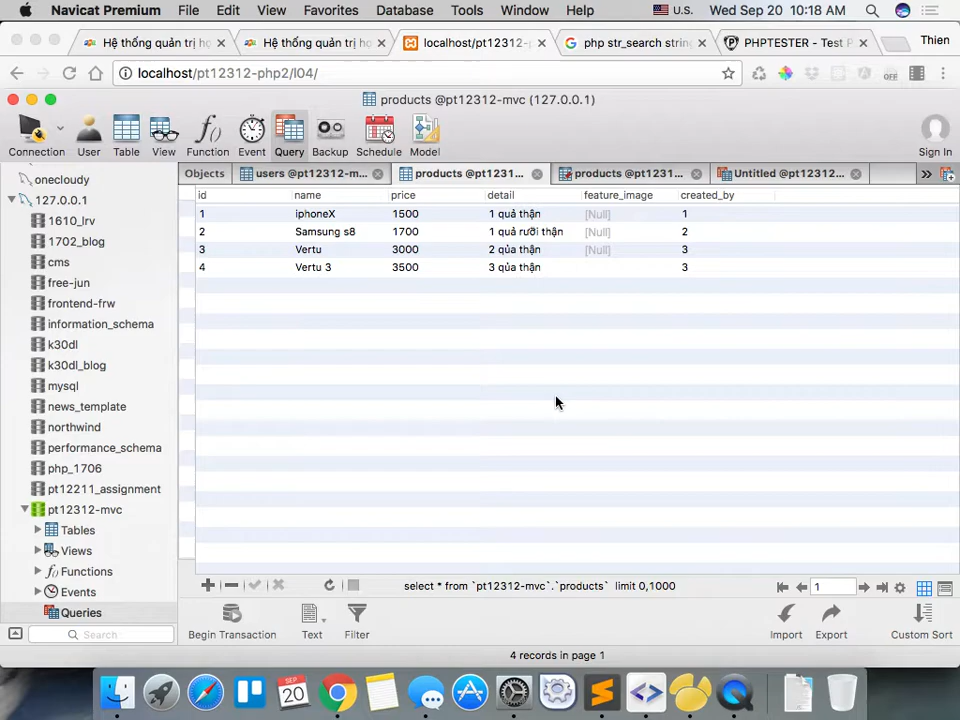 Navicat Premium File Edit View Favorites Database Tools Window Help U.S. Wed Sep 20 10:18 AM
Hệ thống quản trị họ Hệ thống quản trị họ localhost/pt12312- php str_search strin PHPTESTER - Test P Thien
localhost/pt12312-php2/l04/ OFF
products @pt12312-mvc (127.0.0.1)
Connection User Table View Function Event Query Backup Schedule Model Sign In
Objects users @pt12312-m... products @pt1231... products @pt1231... Untitled @pt12312... »
onecloudy
127.0.0.1
1610_lrv
1702_blog
cms
free-jun
frontend-frw
information_schema
k30dl
k30dl_blog
mysql
news_template
northwind
performance_schema
php_1706
pt12211_assignment
pt12312-mvc
Tables
Views
Functions
Events
Queries
Search
id name price detail feature_image created_by
1 iphoneX 1500 1 quả thận [Null] 1
2 Samsung s8 1700 1 quả rưỡi thận [Null] 2
3 Vertu 3000 2 qủa thận [Null] 3
4 Vertu 3 3500 3 qủa thận 3
select * from `pt12312-mvc`.`products` limit 0,1000 1
Begin Transaction Text Filter Import Export Custom Sort
4 records in page 1
SEP
20